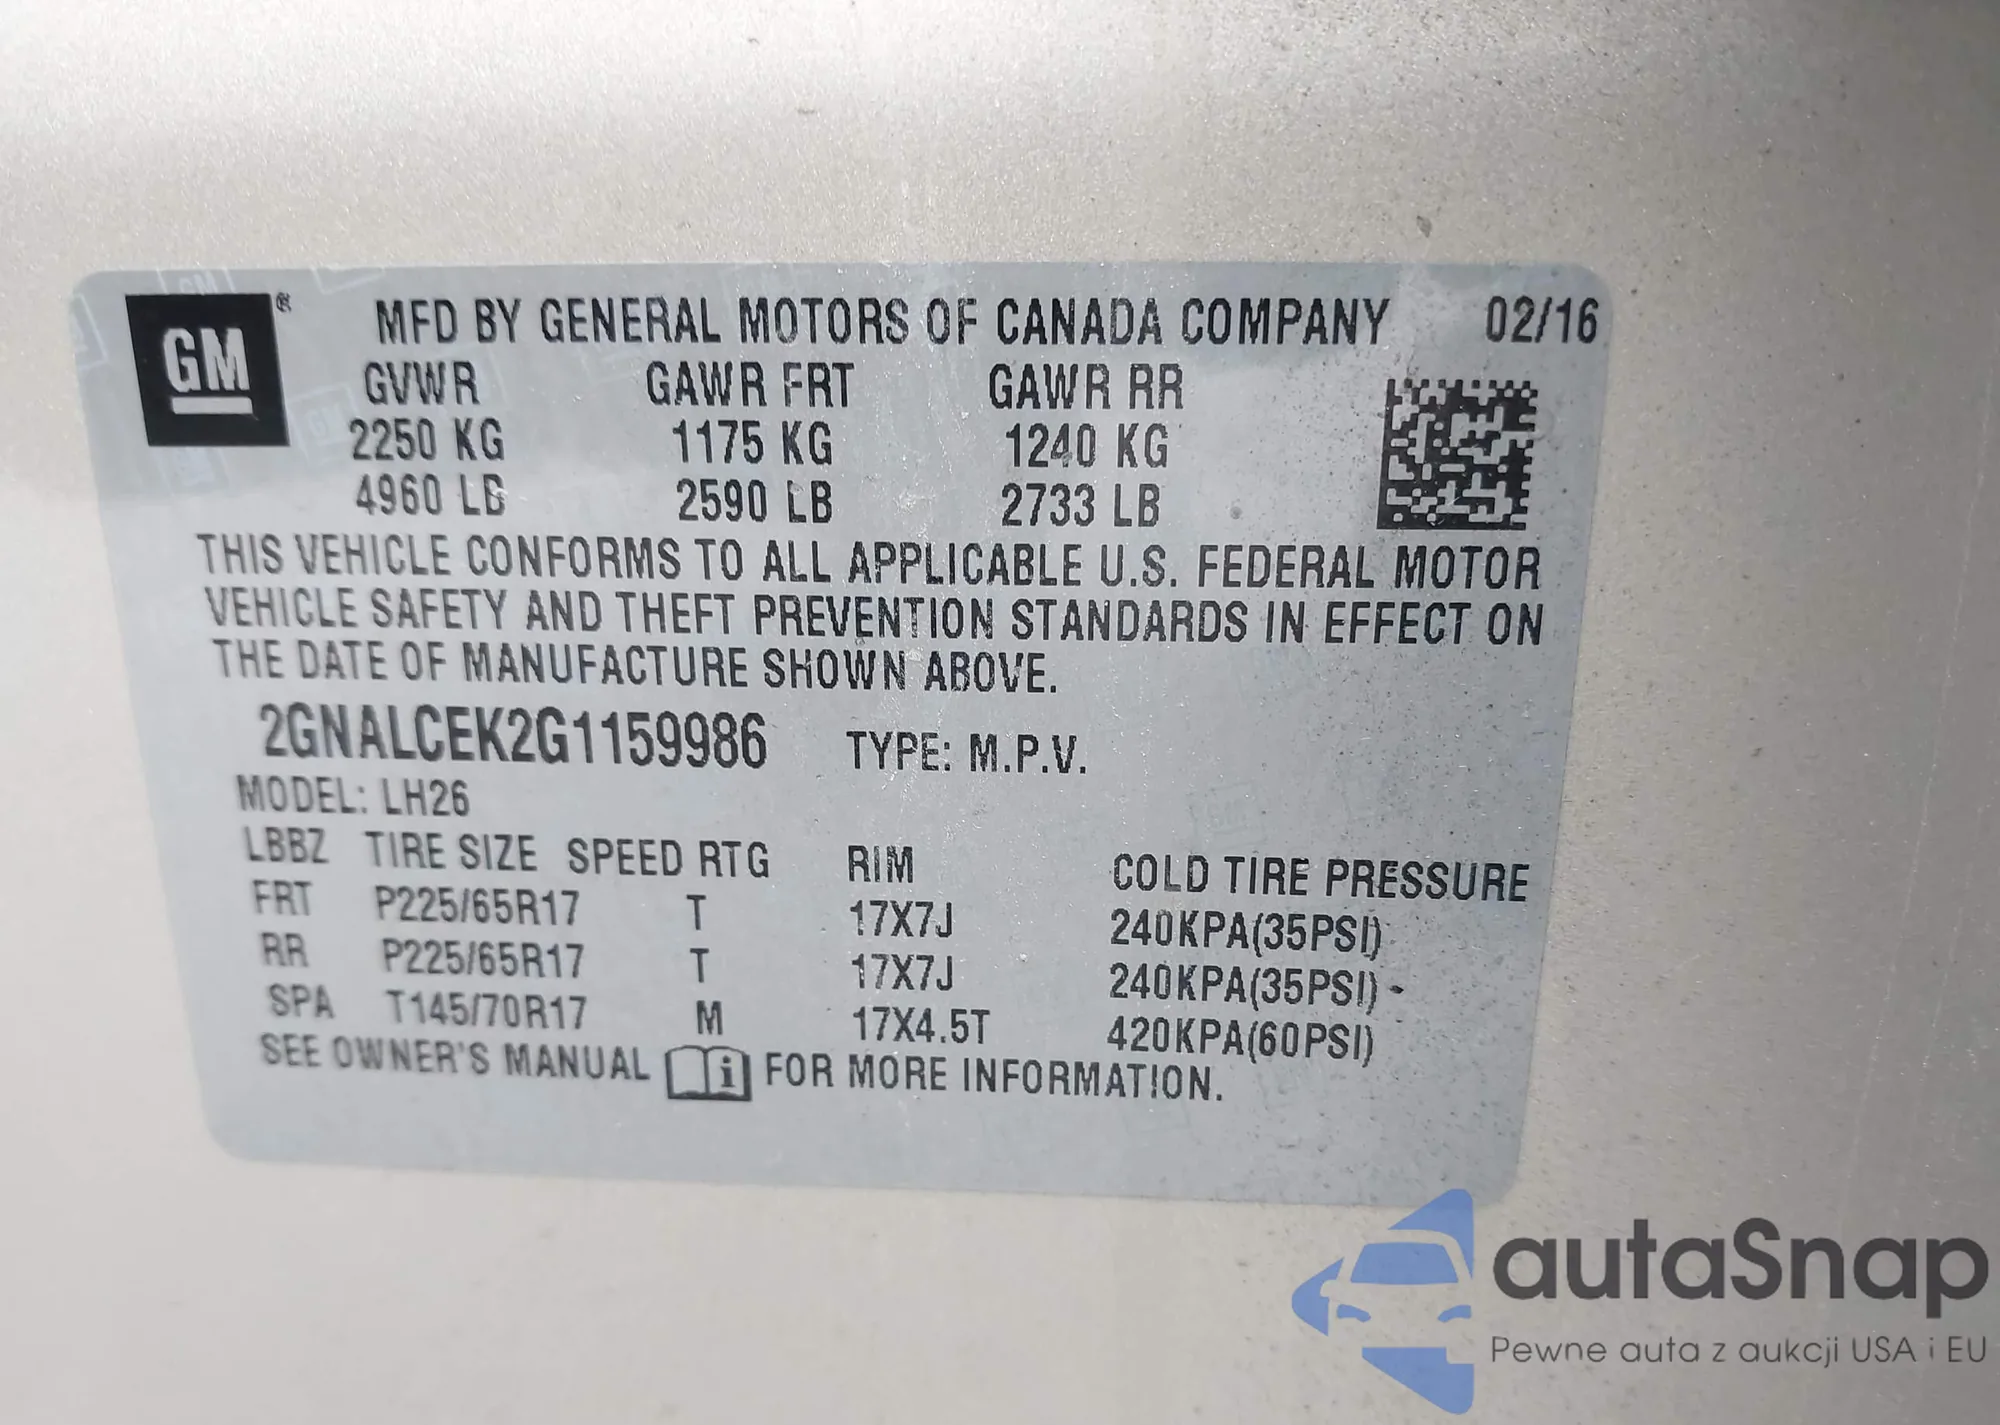 GM ® MFD BY GENERAL MOTORS OF CANADA COMPANY 02/16
GVWR GAWR FRT GAWR RR
2250 KG 1175 KG 1240 KG
4960 LB 2590 LB 2733 LB
THIS VEHICLE CONFORMS TO ALL APPLICABLE U.S. FEDERAL MOTOR
VEHICLE SAFETY AND THEFT PREVENTION STANDARDS IN EFFECT ON
THE DATE OF MANUFACTURE SHOWN ABOVE.
2GNALCEK2G1159986 TYPE: M.P.V.
MODEL: LH26
LBBZ TIRE SIZE SPEED RTG RIM COLD TIRE PRESSURE
FRT P225/65R17 T 17X7J 240KPA(35PSI)
RR P225/65R17 T 17X7J 240KPA(35PSI)
SPA T145/70R17 M 17X4.5T 420KPA(60PSI)
SEE OWNER'S MANUAL i FOR MORE INFORMATION.
autaSnap
Pewne auta z aukcji USA i EU